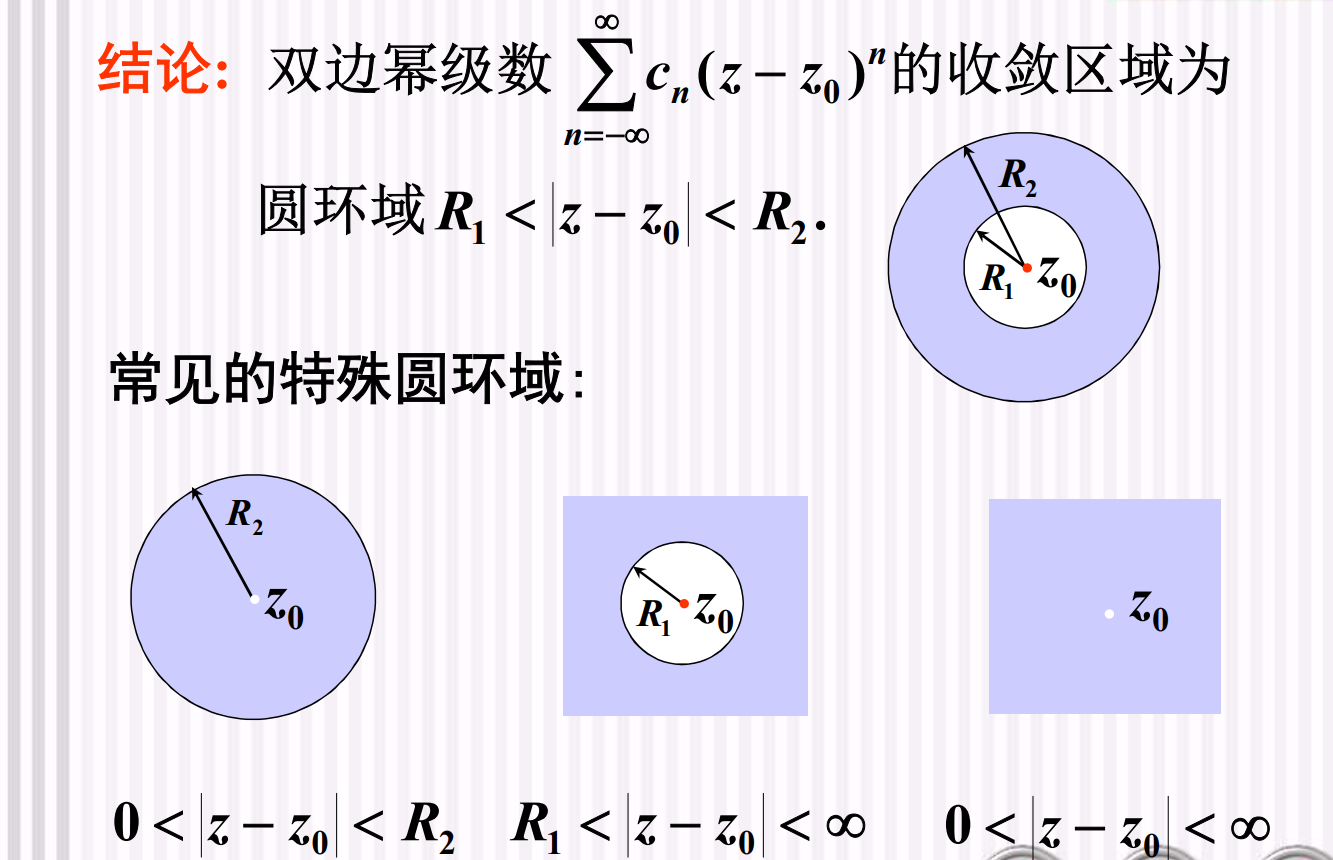 结论: 双边幂级数 $\sum_{n=-\infty}^{\infty} c_n (z - z_0)^n$ 的收敛区域为
圆环域 $R_1 < |z - z_0| < R_2$.
$R_2$
$R_1$ $z_0$
常见的特殊圆环域:
$R_2$
$z_0$
$R_1$ $z_0$
$z_0$
$0 < |z - z_0| < R_2$ $R_1 < |z - z_0| < \infty$ $0 < |z - z_0| < \infty$